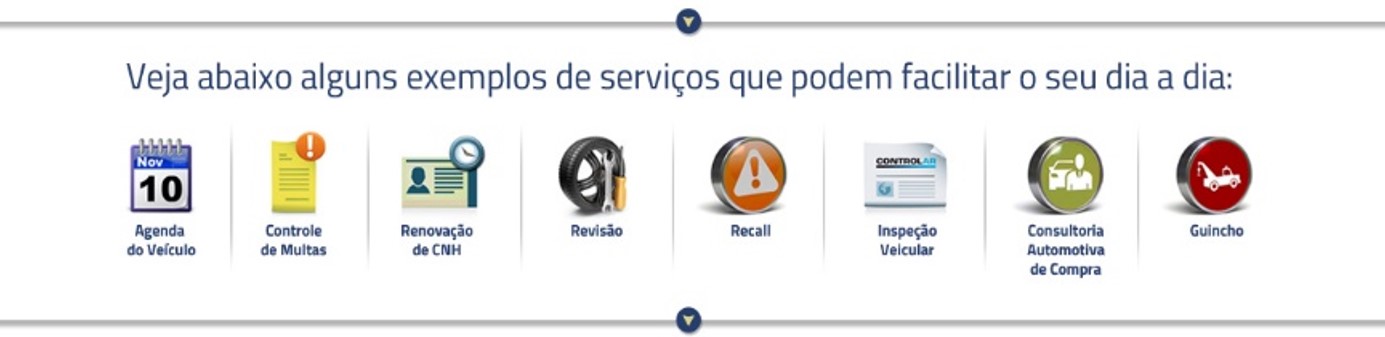 Veja abaixo alguns exemplos de serviços que podem facilitar o seu dia a dia:
Nov
10
Agenda
do Veículo
!
Controle
de Multas
Renovação
de CNH
Revisão
!
Recall
CONTROLAR
Inspeção
Veicular
Consultoria
Automotiva
de Compra
Guincho